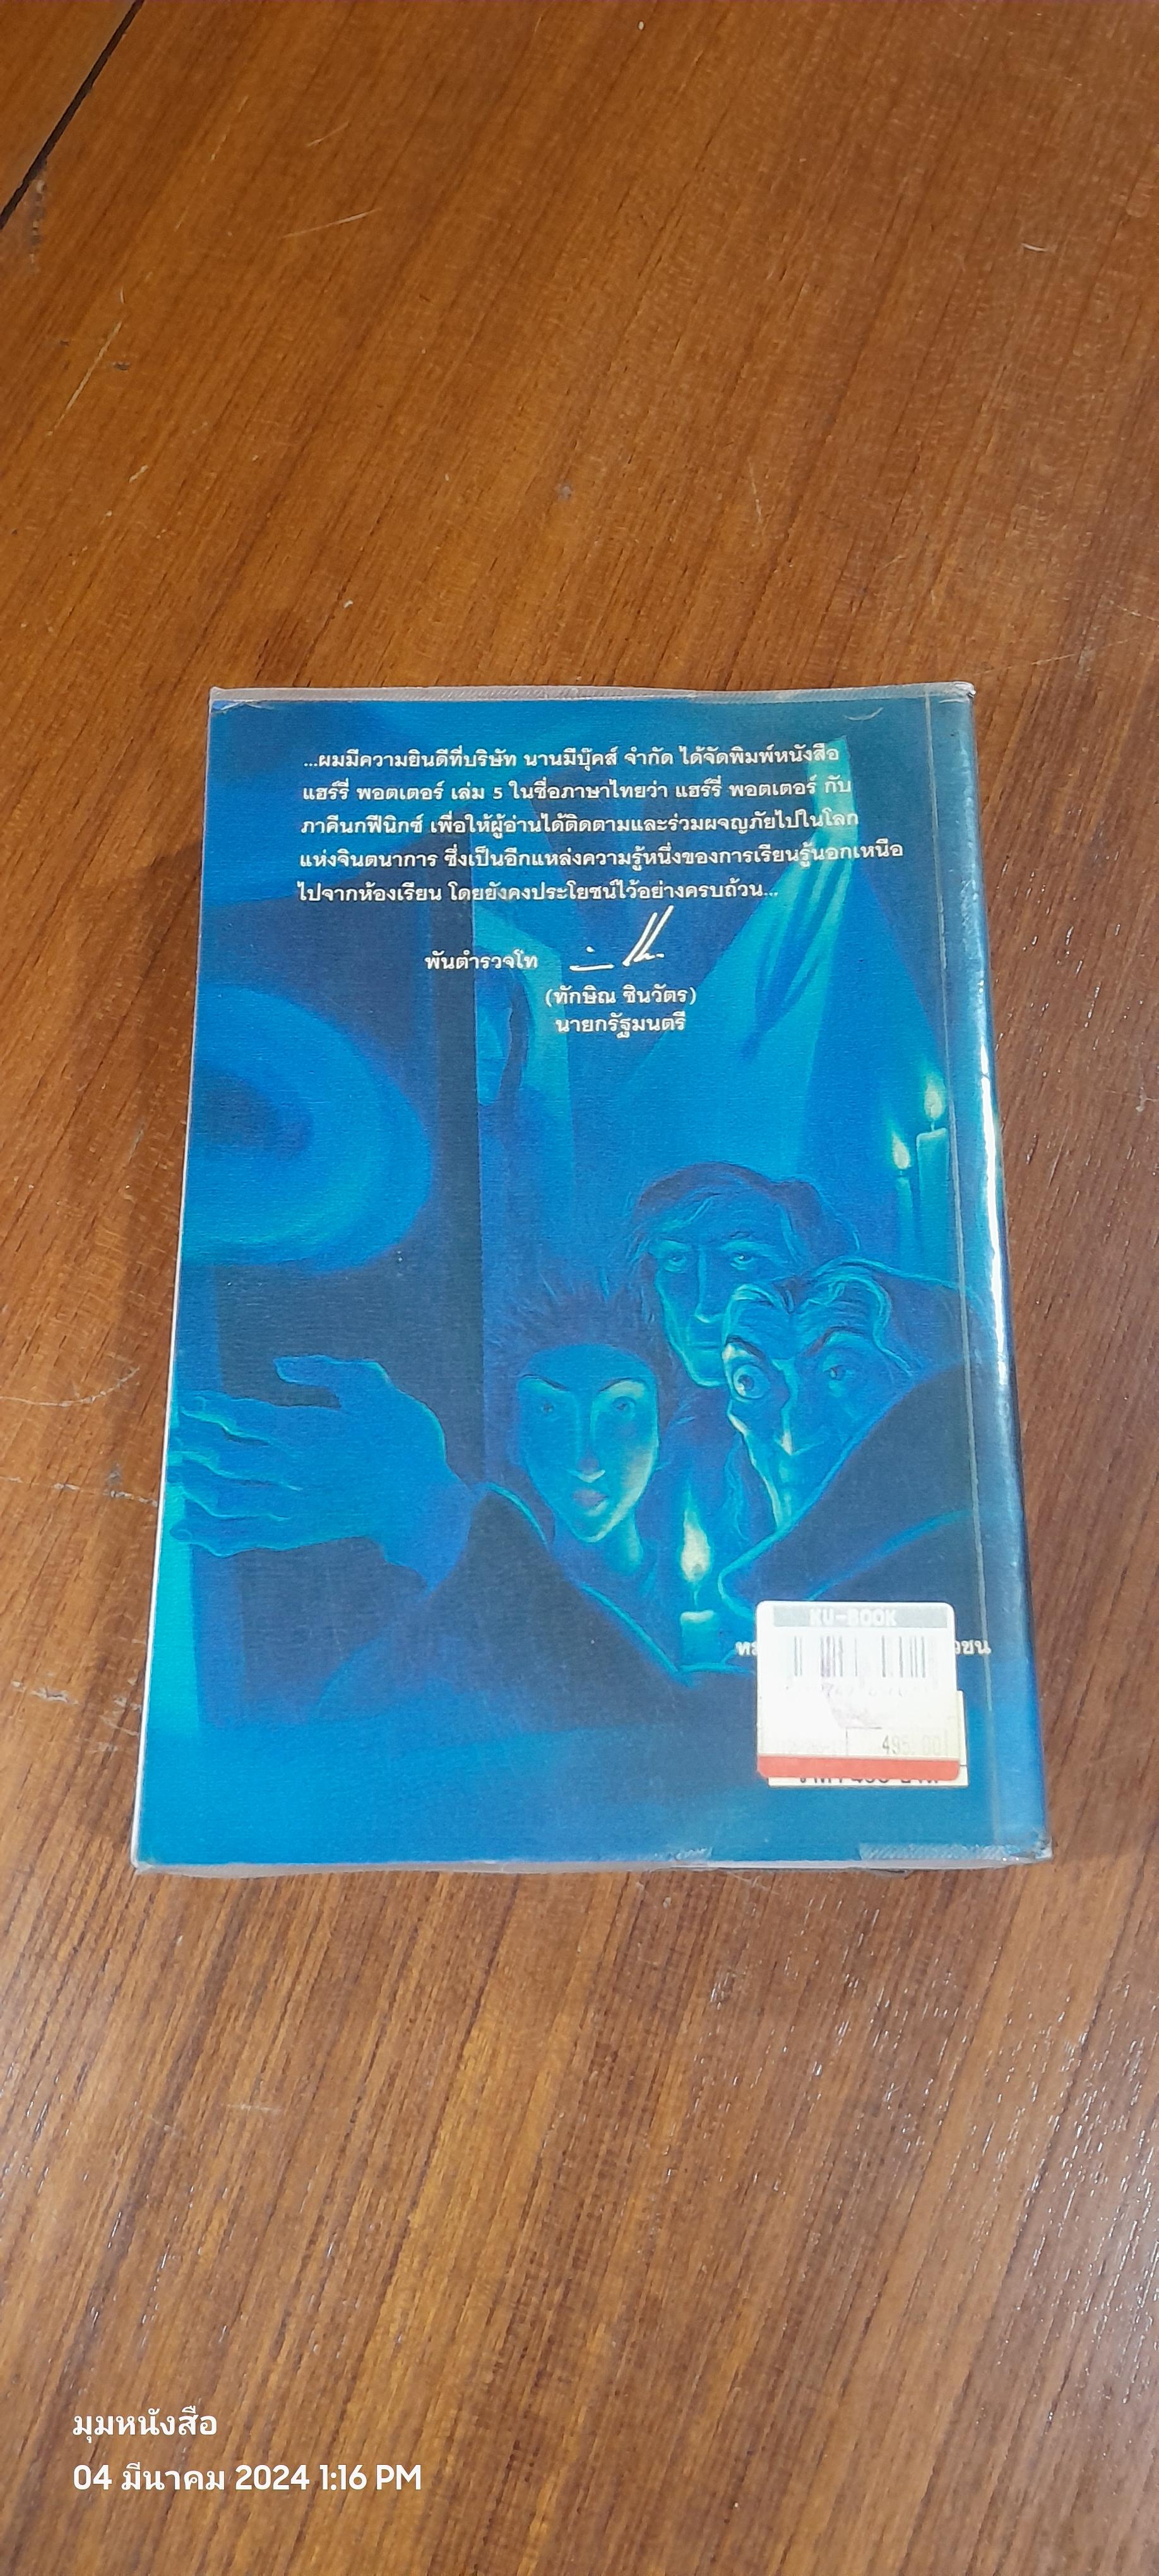 ...ผมมีความยินดีที่บริษัท นานมีบุ๊คส์ จำกัด ได้จัดพิมพ์หนังสือ
แฮร์รี่ พอตเตอร์ เล่ม 5 ในชื่อภาษาไทยว่า แฮร์รี่ พอตเตอร์ กับ
ภาคีนกฟีนิกซ์ เพื่อให้ผู้อ่านได้ติดตามและร่วมผจญภัยไปในโลก
แห่งจินตนาการ ซึ่งเป็นอีกแหล่งความรู้หนึ่งของการเรียนรู้นอกเหนือ
ไปจากห้องเรียน โดยยังคงประโยชน์ไว้อย่างครบถ้วน...
พันตำรวจโท
(ทักษิณ ชินวัตร)
นายกรัฐมนตรี
KU-BOOK
495.00
มุมหนังสือ
04 มีนาคม 2024 1:16 PM